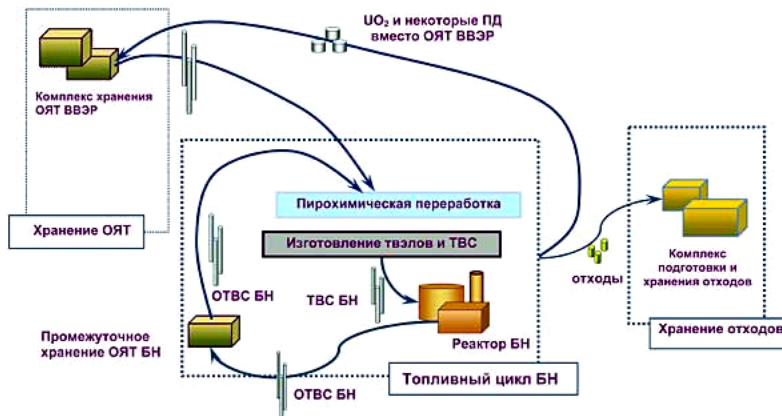 UO₂ и некоторые ПД
вместо ОЯТ ВВЭР
Комплекс хранения
ОЯТ ВВЭР
Хранение ОЯТ
Пирохимическая переработка
Изготовление твэлов и ТВС
ОТВС БН
ТВС БН
Реактор БН
Промежуточное
хранение ОЯТ БН
ОТВС БН
Топливный цикл БН
отходы
Комплекс
подготовки и
хранения отходов
Хранение отходов